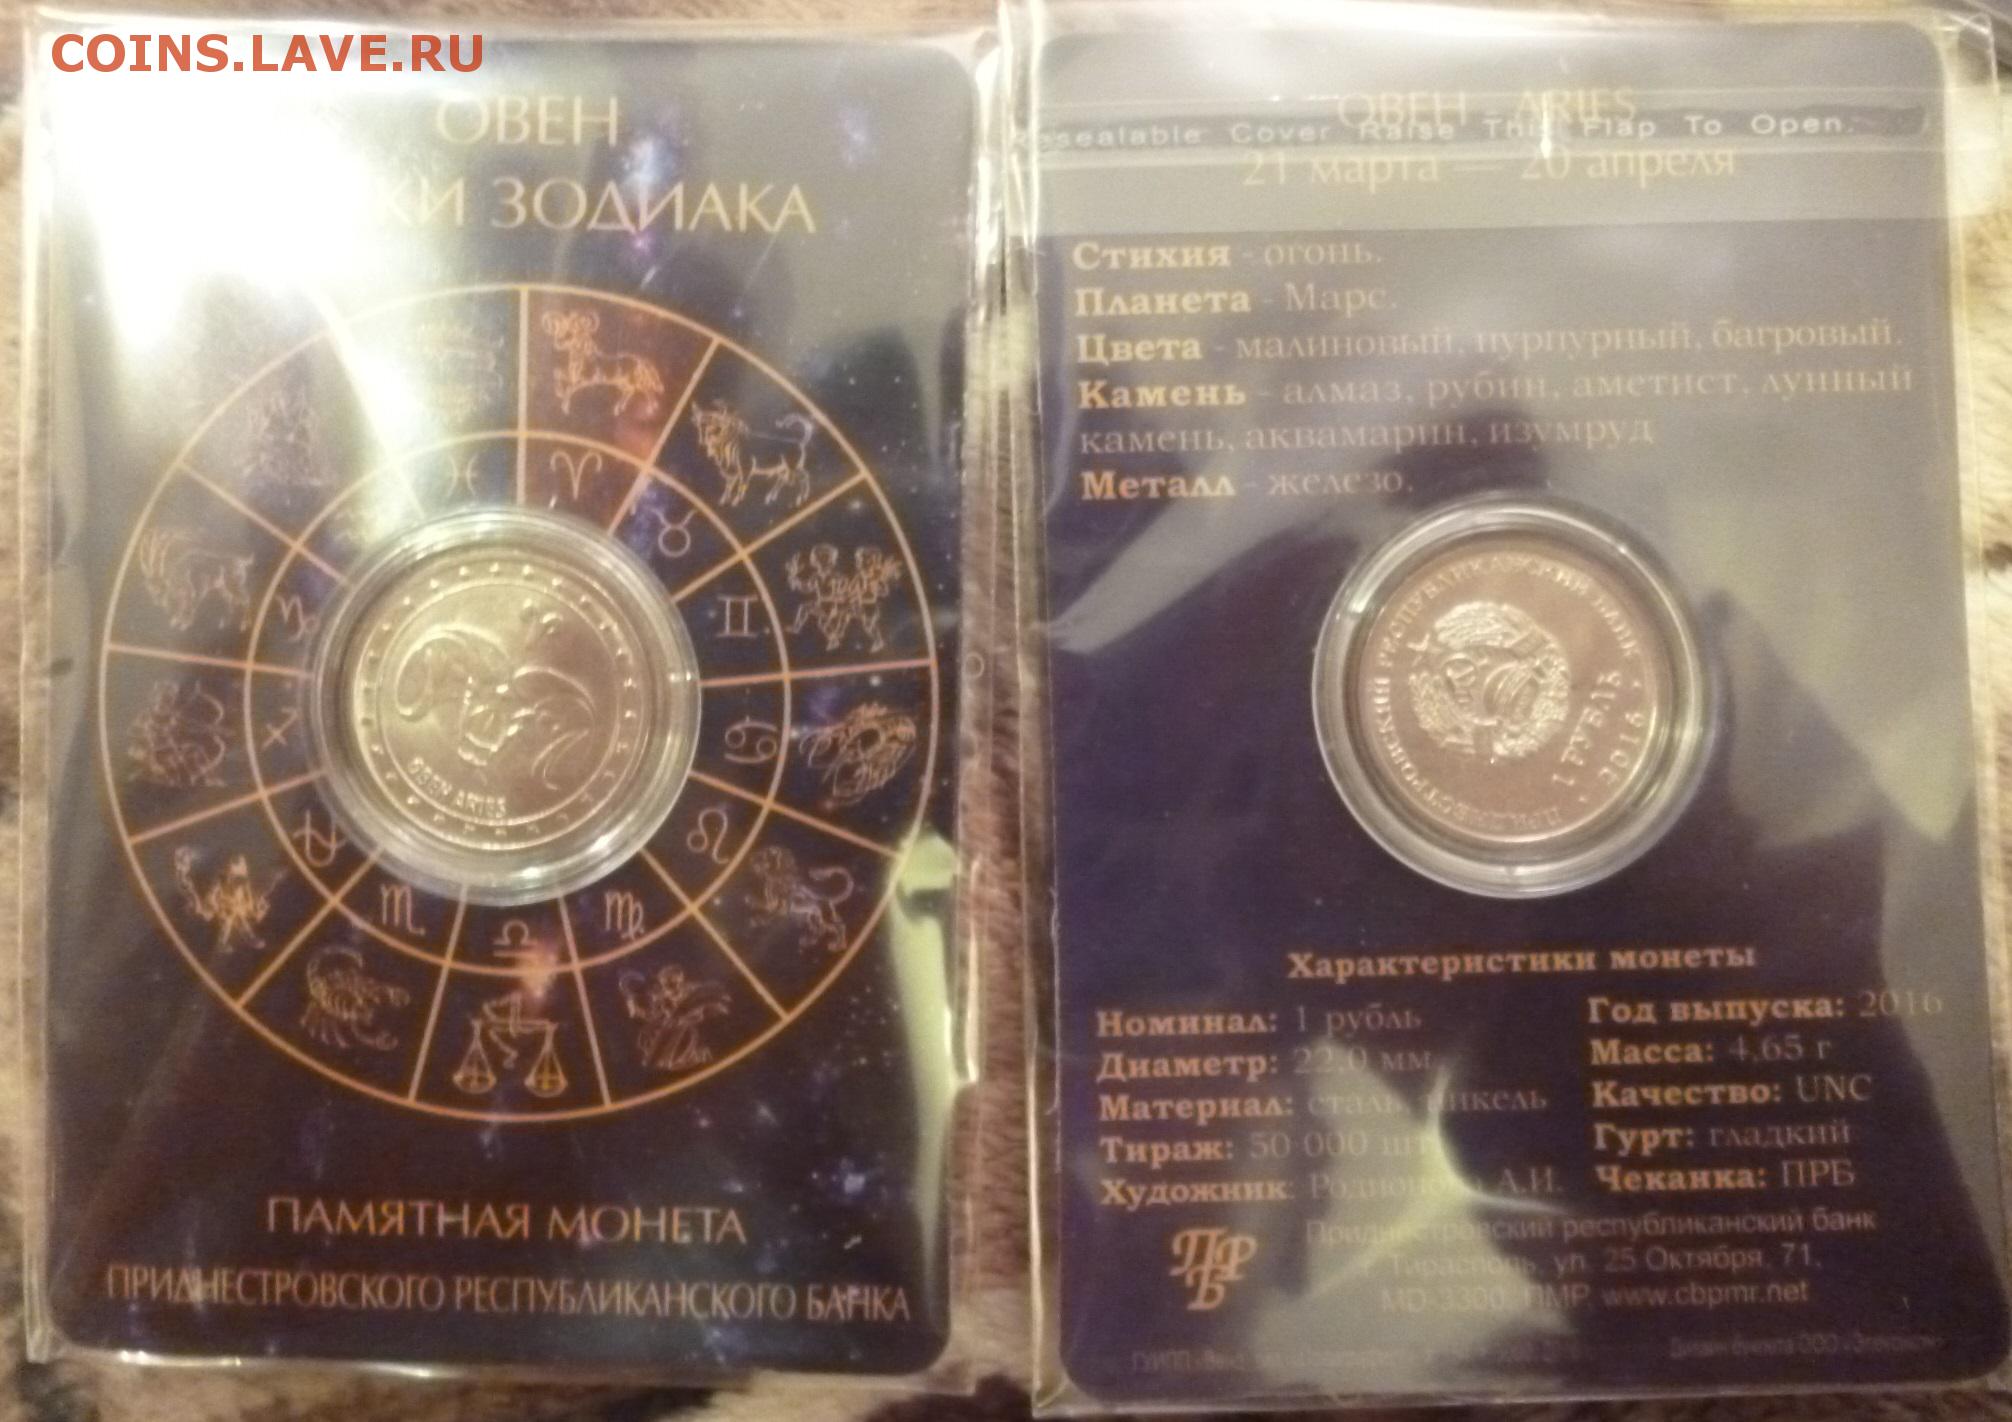 COINS.LAVE.RU
ОВЕН
ЗОДИАКА
ОВЕН ARIES
ПАМЯТНАЯ МОНЕТА
ПРИДНЕСТРОВСКОГО РЕСПУБЛИКАНСКОГО БАНКА
ОВЕН - ARIES
Resealable Cover Raise This Flap To Open.
21 марта — 20 апреля
Стихия - огонь.
Планета - Марс.
Цвета - малиновый, пурпурный, багровый.
Камень - алмаз, рубин, аметист, лунный
камень, аквамарин, изумруд
Металл - железо.
ПРИДНЕСТРОВСКИЙ РЕСПУБЛИКАНСКИЙ БАНК
1 РУБЛЬ
2016
Характеристики монеты
Номинал: 1 рубль
Диаметр: 22,0 мм
Материал: сталь, никель
Тираж: 50 000 шт
Художник: А.И.
Год выпуска: 2016
Масса: 4,65 г
Качество: UNC
Гурт: гладкий
Чеканка: ПРБ
ПРБ
Приднестровский республиканский банк
г. Тирасполь, ул. 25 Октября, 71,
MD-3300, ПМР, www.cbpmr.net